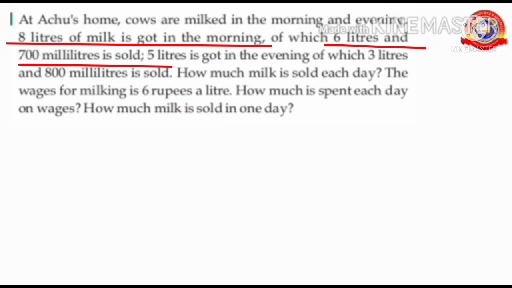 At Achu's home, cows are milked in the morning and evening.
Made with KINEMASTER
8 litres of milk is got in the morning, of which 6 litres and
700 millilitres is sold; 5 litres is got in the evening of which 3 litres
and 800 millilitres is sold. How much milk is sold each day? The
wages for milking is 6 rupees a litre. How much is spent each day
on wages? How much milk is sold in one day?